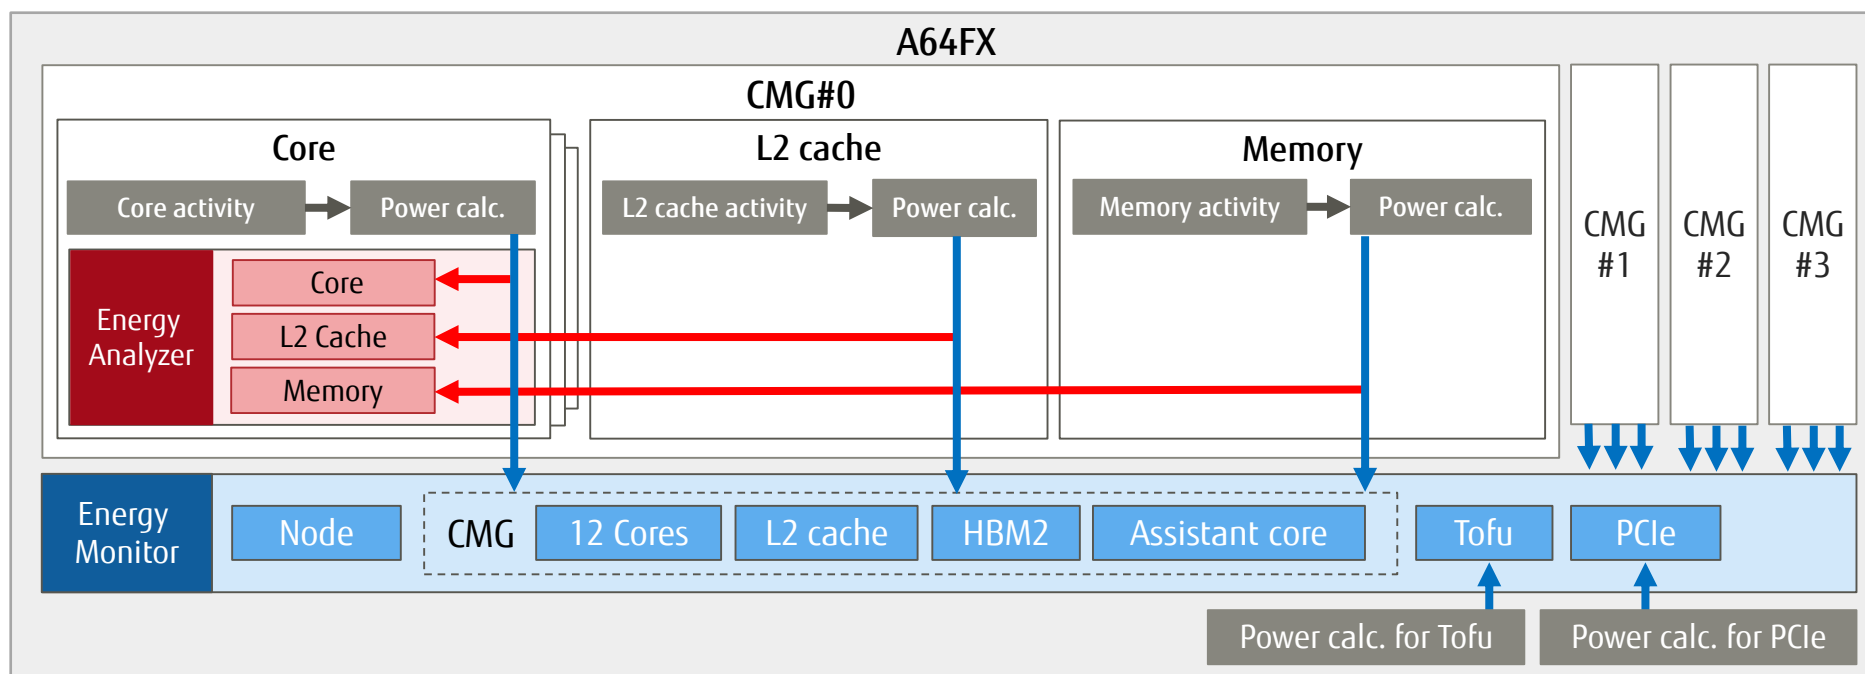 A64FX
CMG#0
Core
Core activity
Power calc.
Energy
Analyzer
Core
L2 Cache
Memory
L2 cache
L2 cache activity
Power calc.
Memory
Memory activity
Power calc.
CMG
#1
CMG
#2
CMG
#3
Energy
Monitor
Node
CMG
12 Cores
L2 cache
HBM2
Assistant core
Tofu
PCIe
Power calc. for Tofu
Power calc. for PCIe